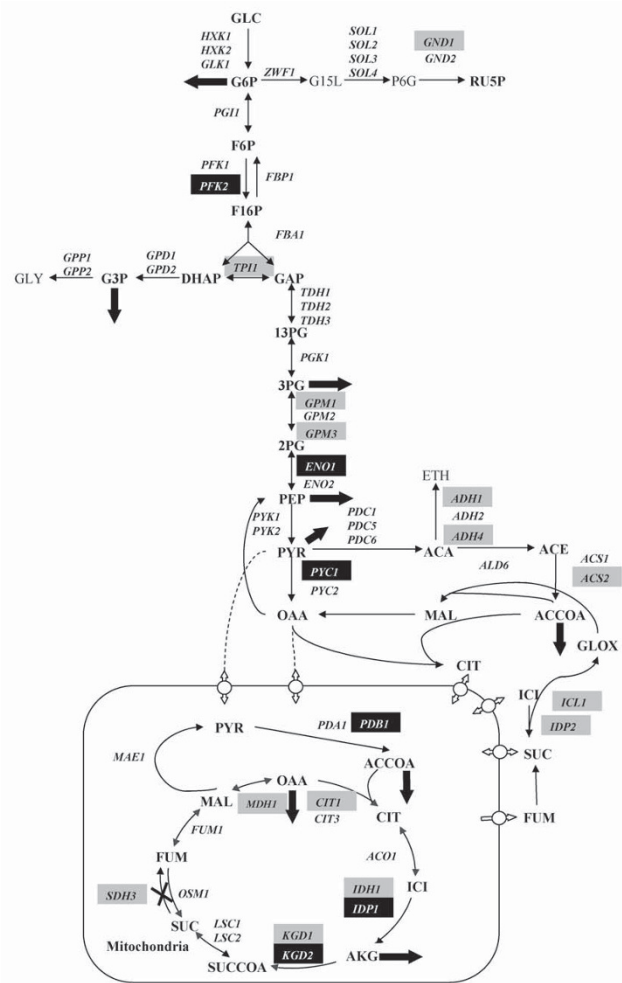 GLC
HXK1
HXK2
GLK1
SOL1
SOL2
SOL3
SOL4
GND1
GND2
G6P
ZWF1
G15L
P6G
RU5P
PGI1
F6P
PFK1
PFK2
FBP1
F16P
FBA1
GPP1
GPP2
GPD1
GPD2
TPI1
GLY
G3P
DHAP
GAP
TDH1
TDH2
TDH3
13PG
PGK1
3PG
GPM1
GPM2
GPM3
2PG
ENO1
ENO2
PEP
ETH
ADH1
ADH2
ADH4
PYK1
PYK2
PDC1
PDC5
PDC6
PYR
ACA
ACE
PYC1
PYC2
ALD6
ACS1
ACS2
OAA
MAL
ACCOA
GLOX
CIT
ICI
ICL1
IDP2
SUC
FUM
PYR
PDA1
PDB1
MAE1
ACCOA
OAA
MAL
MDH1
CIT1
CIT3
CIT
FUM1
ACO1
FUM
SDH3
OSM1
IDH1
IDP1
ICI
SUC
LSC1
LSC2
KGD1
KGD2
AKG
Mitochondria
SUCCOA